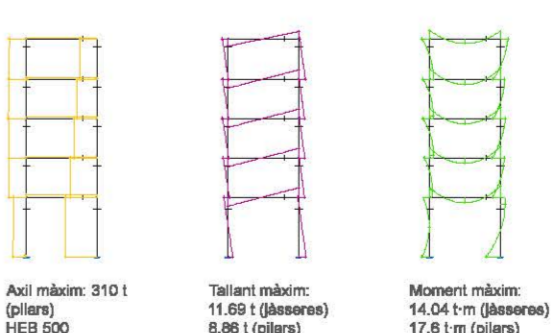 Axil màxim: 310 t
(pilars)
HEB 500
Tallant màxim:
11.69 t (jàsseres)
8.86 t (pilars)
Moment màxim:
14.04 t·m (jàsseres)
17.6 t·m (pilars)